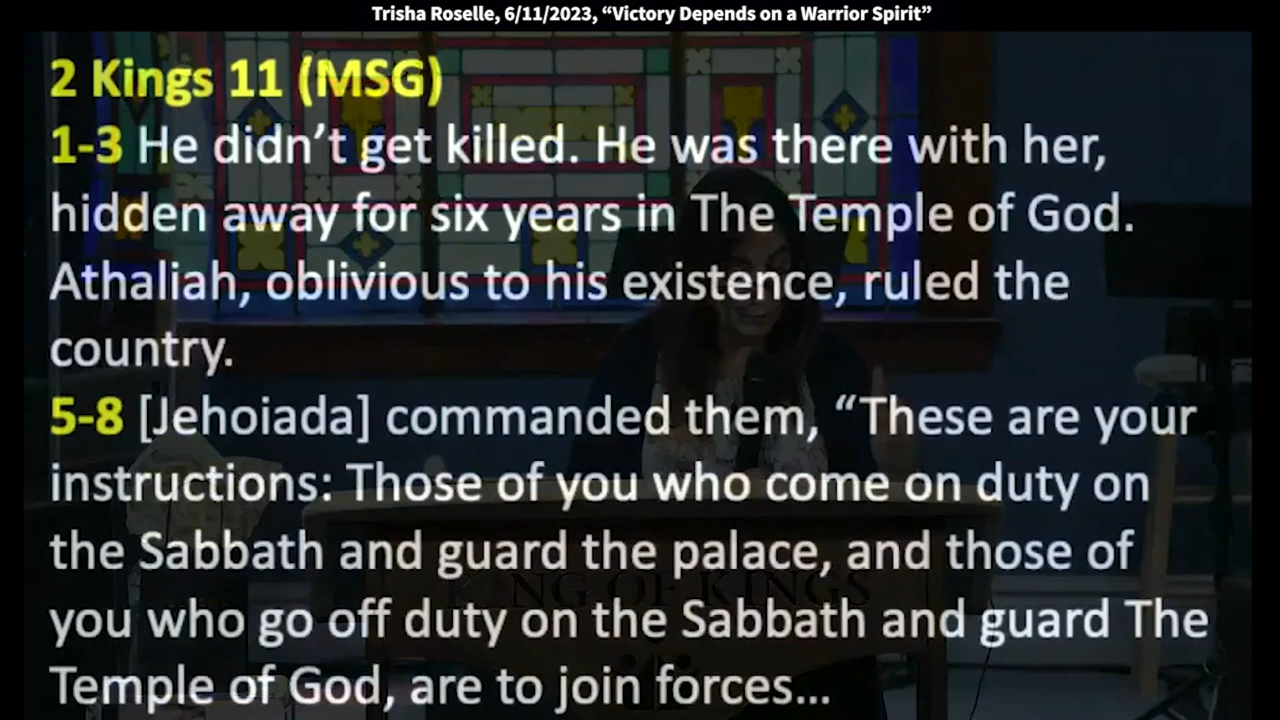 Trisha Roselle, 6/11/2023, “Victory Depends on a Warrior Spirit”
2 Kings 11 (MSG)
1-3 He didn’t get killed. He was there with her,
hidden away for six years in The Temple of God.
Athaliah, oblivious to his existence, ruled the
country.
5-8 [Jehoiada] commanded them, “These are your
instructions: Those of you who come on duty on
the Sabbath and guard the palace, and those of
you who go off duty on the Sabbath and guard The
Temple of God, are to join forces...
KING OF KINGS